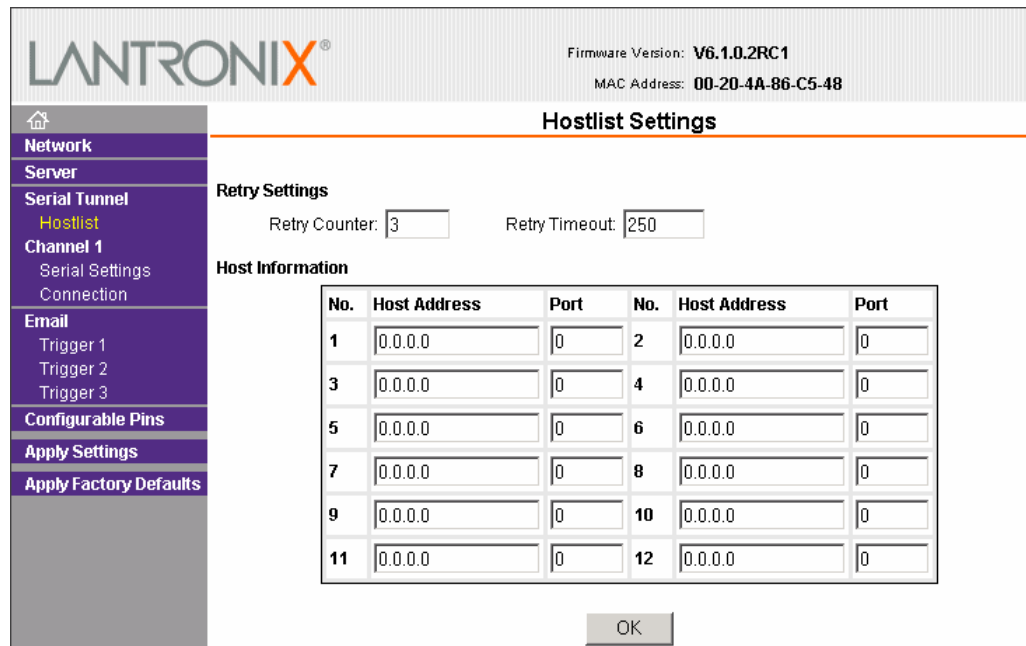 LANTRONIX®
Firmware Version: V6.1.0.2RC1
MAC Address: 00-20-4A-86-C5-48
Network
Server
Serial Tunnel
Hostlist
Channel 1
Serial Settings
Connection
Email
Trigger 1
Trigger 2
Trigger 3
Configurable Pins
Apply Settings
Apply Factory Defaults
Hostlist Settings
Retry Settings
Retry Counter: 3 Retry Timeout: 250
Host Information
No. Host Address Port No. Host Address Port
1 0.0.0.0 0 2 0.0.0.0 0
3 0.0.0.0 0 4 0.0.0.0 0
5 0.0.0.0 0 6 0.0.0.0 0
7 0.0.0.0 0 8 0.0.0.0 0
9 0.0.0.0 0 10 0.0.0.0 0
11 0.0.0.0 0 12 0.0.0.0 0
OK